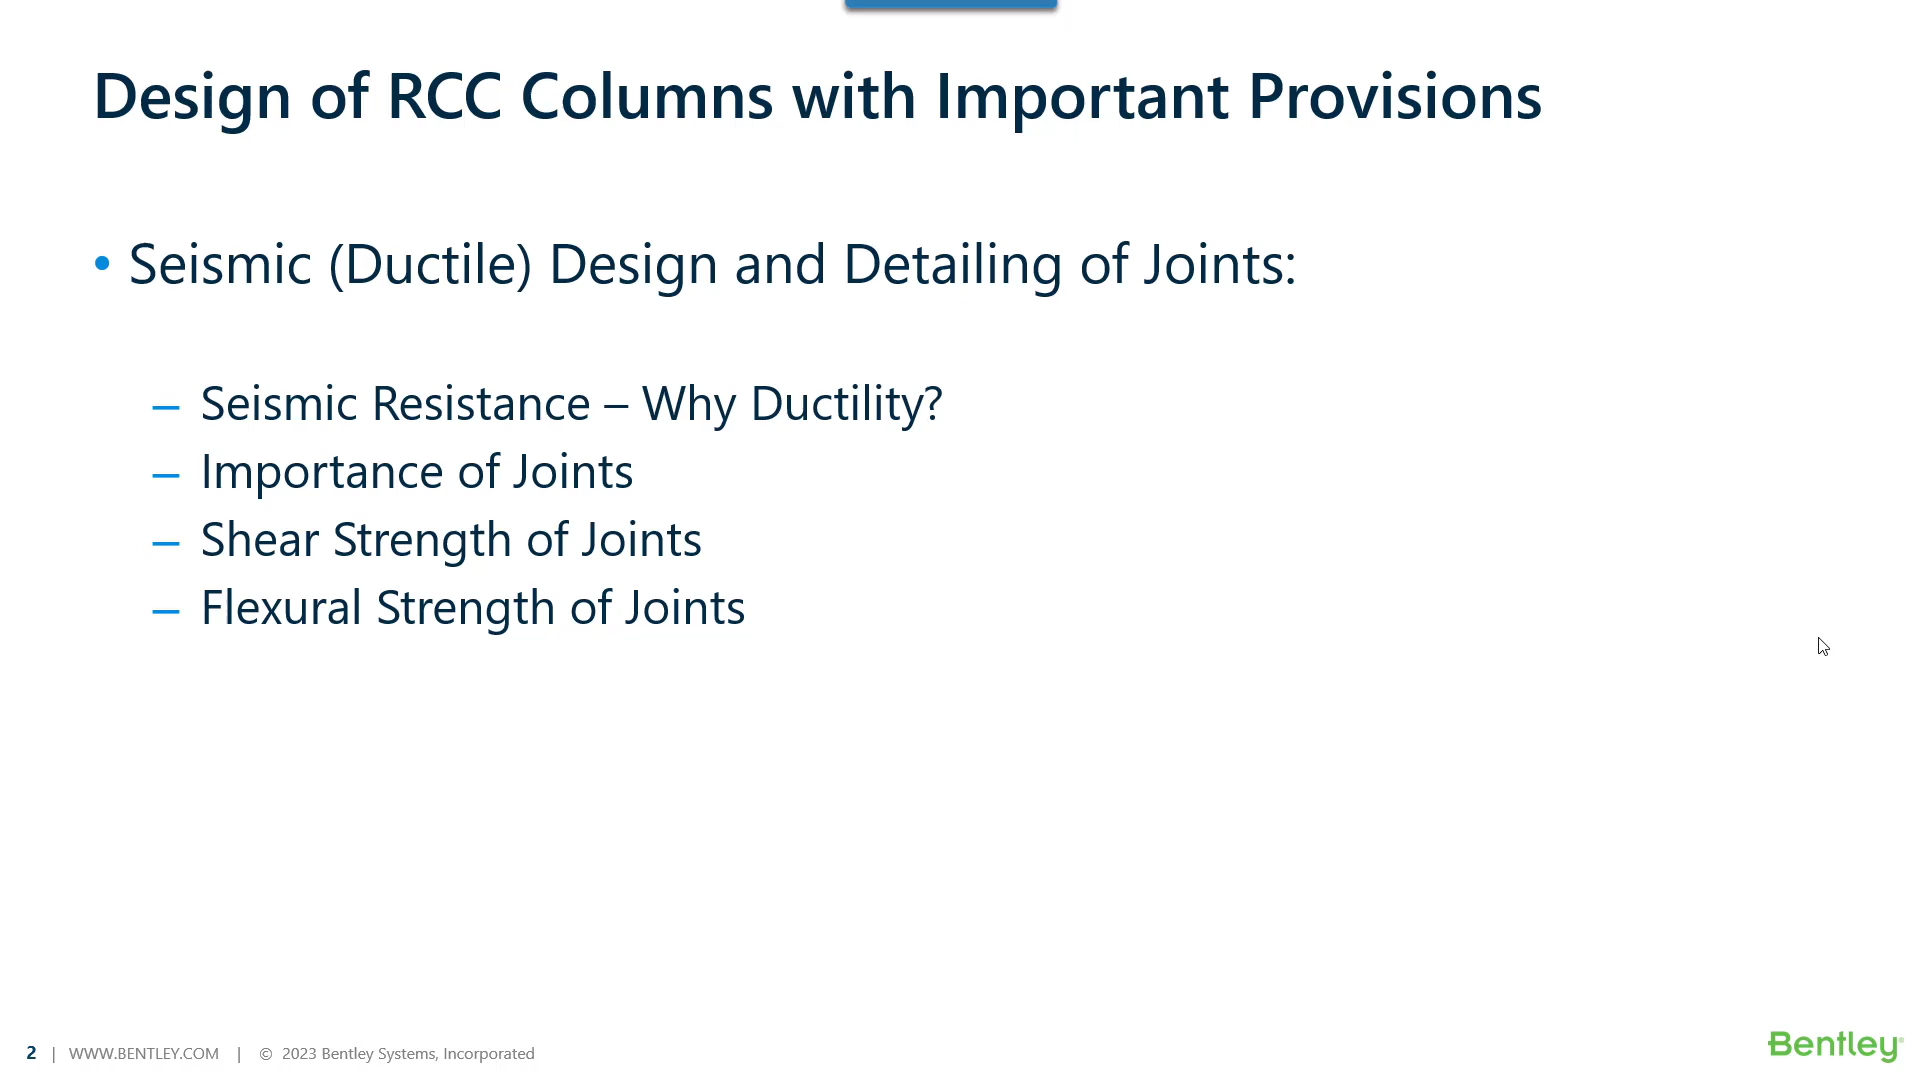 Design of RCC Columns with Important Provisions
• Seismic (Ductile) Design and Detailing of Joints:
– Seismic Resistance – Why Ductility?
– Importance of Joints
– Shear Strength of Joints
– Flexural Strength of Joints
2 | WWW.BENTLEY.COM | © 2023 Bentley Systems, Incorporated
Bentley®